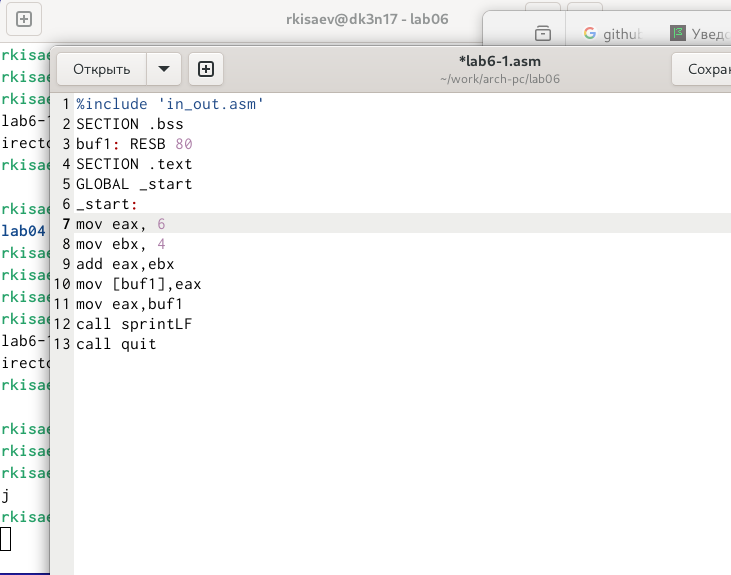 rkisaev@dk3n17 - lab06
githu
Уведо
Открыть
*lab6-1.asm
~/work/arch-pc/lab06
Сохра
1 %include 'in_out.asm'
2 SECTION .bss
3 buf1: RESB 80
4 SECTION .text
5 GLOBAL _start
6 _start:
7 mov eax, 6
8 mov ebx, 4
9 add eax,ebx
10 mov [buf1],eax
11 mov eax,buf1
12 call sprintLF
13 call quit
rkisae
rkisae
rkisae
lab6-1
irecto
rkisae
rkisae
lab04
rkisae
rkisae
rkisae
rkisae
lab6-1
irecto
rkisae
rkisae
rkisae
rkisae
j
rkisae